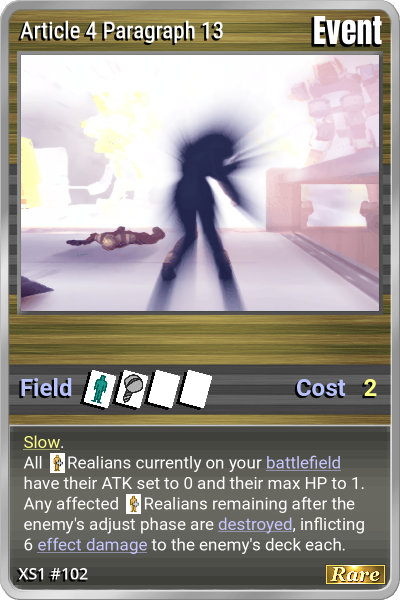 Article 4 Paragraph 13
Event
Field
Cost 2
Slow.
All Realians currently on your battlefield
have their ATK set to 0 and their max HP to 1.
Any affected Realians remaining after the
enemy's adjust phase are destroyed, inflicting
6 effect damage to the enemy's deck each.
XS1 #102
Rare